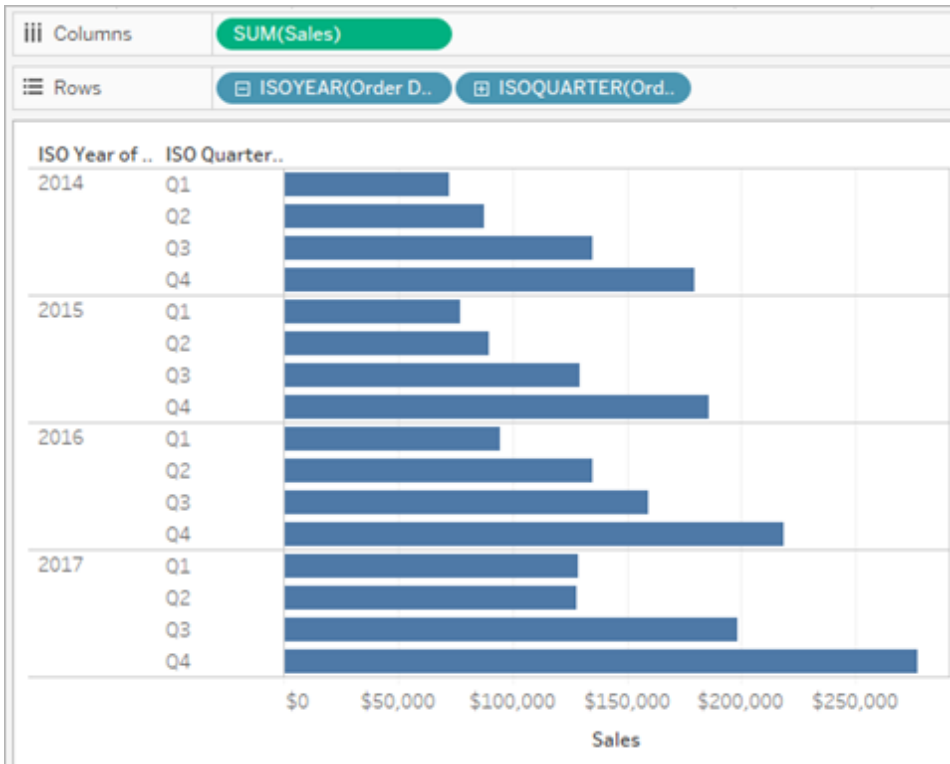 Columns SUM(Sales)
Rows ISOYEAR(Order D.. ISOQUARTER(Ord..
ISO Year of .. ISO Quarter..
2014 Q1
Q2
Q3
Q4
2015 Q1
Q2
Q3
Q4
2016 Q1
Q2
Q3
Q4
2017 Q1
Q2
Q3
Q4
$0 $50,000 $100,000 $150,000 $200,000 $250,000
Sales